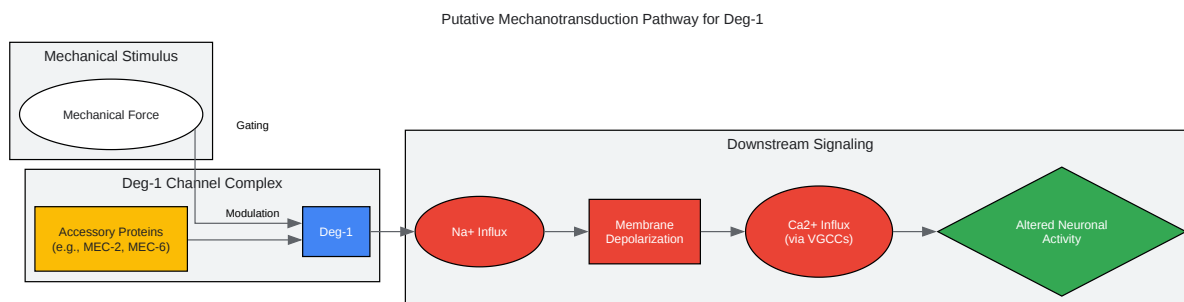 Putative Mechanotransduction Pathway for Deg-1
Mechanical Stimulus
Mechanical Force
Gating
Downstream Signaling
Deg-1 Channel Complex
Modulation
Accessory Proteins
(e.g., MEC-2, MEC-6)
Deg-1
Na+ Influx
Membrane
Depolarization
Ca2+ Influx
(via VGCCs)
Altered Neuronal
Activity